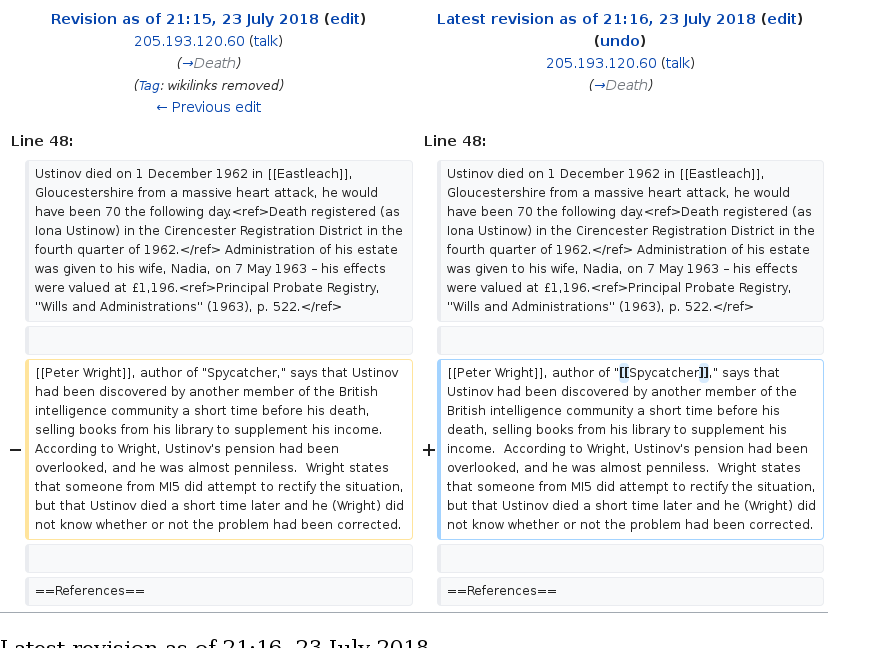 Revision as of 21:15, 23 July 2018 (edit)
205.193.120.60 (talk)
(→Death)
(Tag: wikilinks removed)
← Previous edit
Latest revision as of 21:16, 23 July 2018 (edit)
(undo)
205.193.120.60 (talk)
(→Death)
Line 48:
Line 48:
Ustinov died on 1 December 1962 in [[Eastleach]],
Gloucestershire from a massive heart attack, he would
have been 70 the following day.<ref>Death registered (as
Iona Ustinow) in the Cirencester Registration District in the
fourth quarter of 1962.</ref> Administration of his estate
was given to his wife, Nadia, on 7 May 1963 – his effects
were valued at £1,196.<ref>Principal Probate Registry,
"Wills and Administrations" (1963), p. 522.</ref>
Ustinov died on 1 December 1962 in [[Eastleach]],
Gloucestershire from a massive heart attack, he would
have been 70 the following day.<ref>Death registered (as
Iona Ustinow) in the Cirencester Registration District in the
fourth quarter of 1962.</ref> Administration of his estate
was given to his wife, Nadia, on 7 May 1963 – his effects
were valued at £1,196.<ref>Principal Probate Registry,
"Wills and Administrations" (1963), p. 522.</ref>
−
[[Peter Wright]], author of "Spycatcher," says that Ustinov
had been discovered by another member of the British
intelligence community a short time before his death,
selling books from his library to supplement his income.
According to Wright, Ustinov's pension had been
overlooked, and he was almost penniless.  Wright states
that someone from MI5 did attempt to rectify the situation,
but that Ustinov died a short time later and he (Wright) did
not know whether or not the problem had been corrected.
+
[[Peter Wright]], author of "[[Spycatcher]]," says that
Ustinov had been discovered by another member of the
British intelligence community a short time before his
death, selling books from his library to supplement his
income.  According to Wright, Ustinov's pension had been
overlooked, and he was almost penniless.  Wright states
that someone from MI5 did attempt to rectify the situation,
but that Ustinov died a short time later and he (Wright) did
not know whether or not the problem had been corrected.
==References==
==References==
Latest revision as of 21:16, 23 July 2018